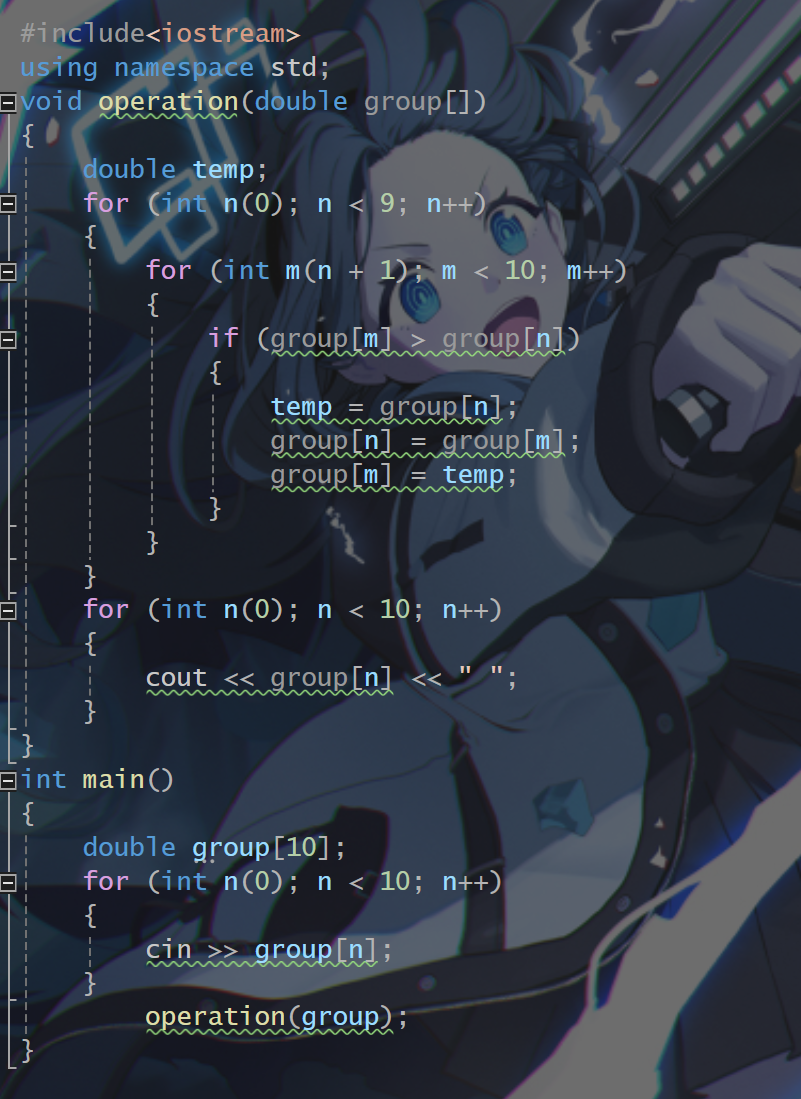 #include<iostream>
using namespace std;
void operation(double group[])
{
    double temp;
    for (int n(0); n < 9; n++)
    {
        for (int m(n + 1); m < 10; m++)
        {
            if (group[m] > group[n])
            {
                temp = group[n];
                group[n] = group[m];
                group[m] = temp;
            }
        }
    }
    for (int n(0); n < 10; n++)
    {
        cout << group[n] << " ";
    }
}
int main()
{
    double group[10];
    for (int n(0); n < 10; n++)
    {
        cin >> group[n];
    }
        operation(group);
}